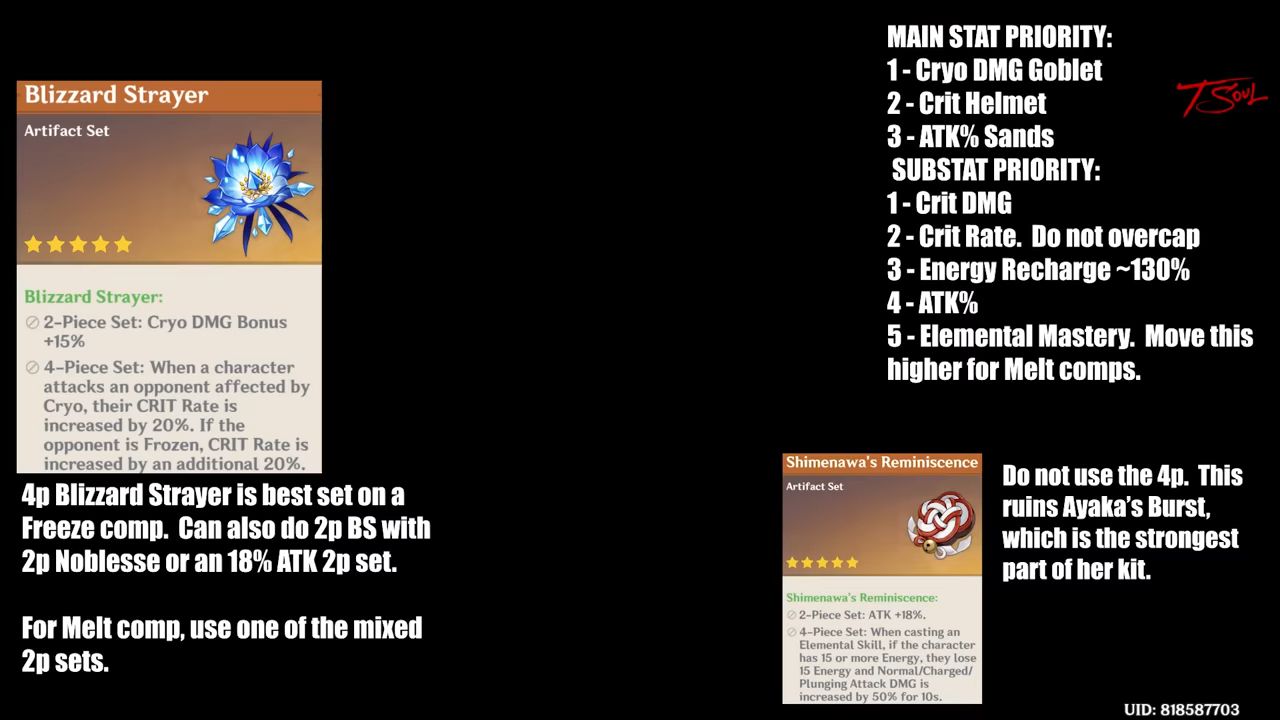 Blizzard Strayer
Artifact Set
Blizzard Strayer:
2-Piece Set: Cryo DMG Bonus
+15%
4-Piece Set: When a character
attacks an opponent affected by
Cryo, their CRIT Rate is
increased by 20%. If the
opponent is Frozen, CRIT Rate is
increased by an additional 20%.
4p Blizzard Strayer is best set on a
Freeze comp.  Can also do 2p BS with
2p Noblesse or an 18% ATK 2p set.
For Melt comp, use one of the mixed
2p sets.
MAIN STAT PRIORITY:
1 - Cryo DMG Goblet
2 - Crit Helmet
3 - ATK% Sands
SUBSTAT PRIORITY:
1 - Crit DMG
2 - Crit Rate.  Do not overcap
3 - Energy Recharge ~130%
4 - ATK%
5 - Elemental Mastery.  Move this
higher for Melt comps.
TSOUL
Shimenawa's Reminiscence
Artifact Set
Shimenawa's Reminiscence:
2-Piece Set: ATK +18%.
4-Piece Set: When casting an
Elemental Skill, if the character
has 15 or more Energy, they lose
15 Energy and Normal/Charged/
Plunging Attack DMG is
increased by 50% for 10s.
Do not use the 4p.  This
ruins Ayaka's Burst,
which is the strongest
part of her kit.
UID: 818587703